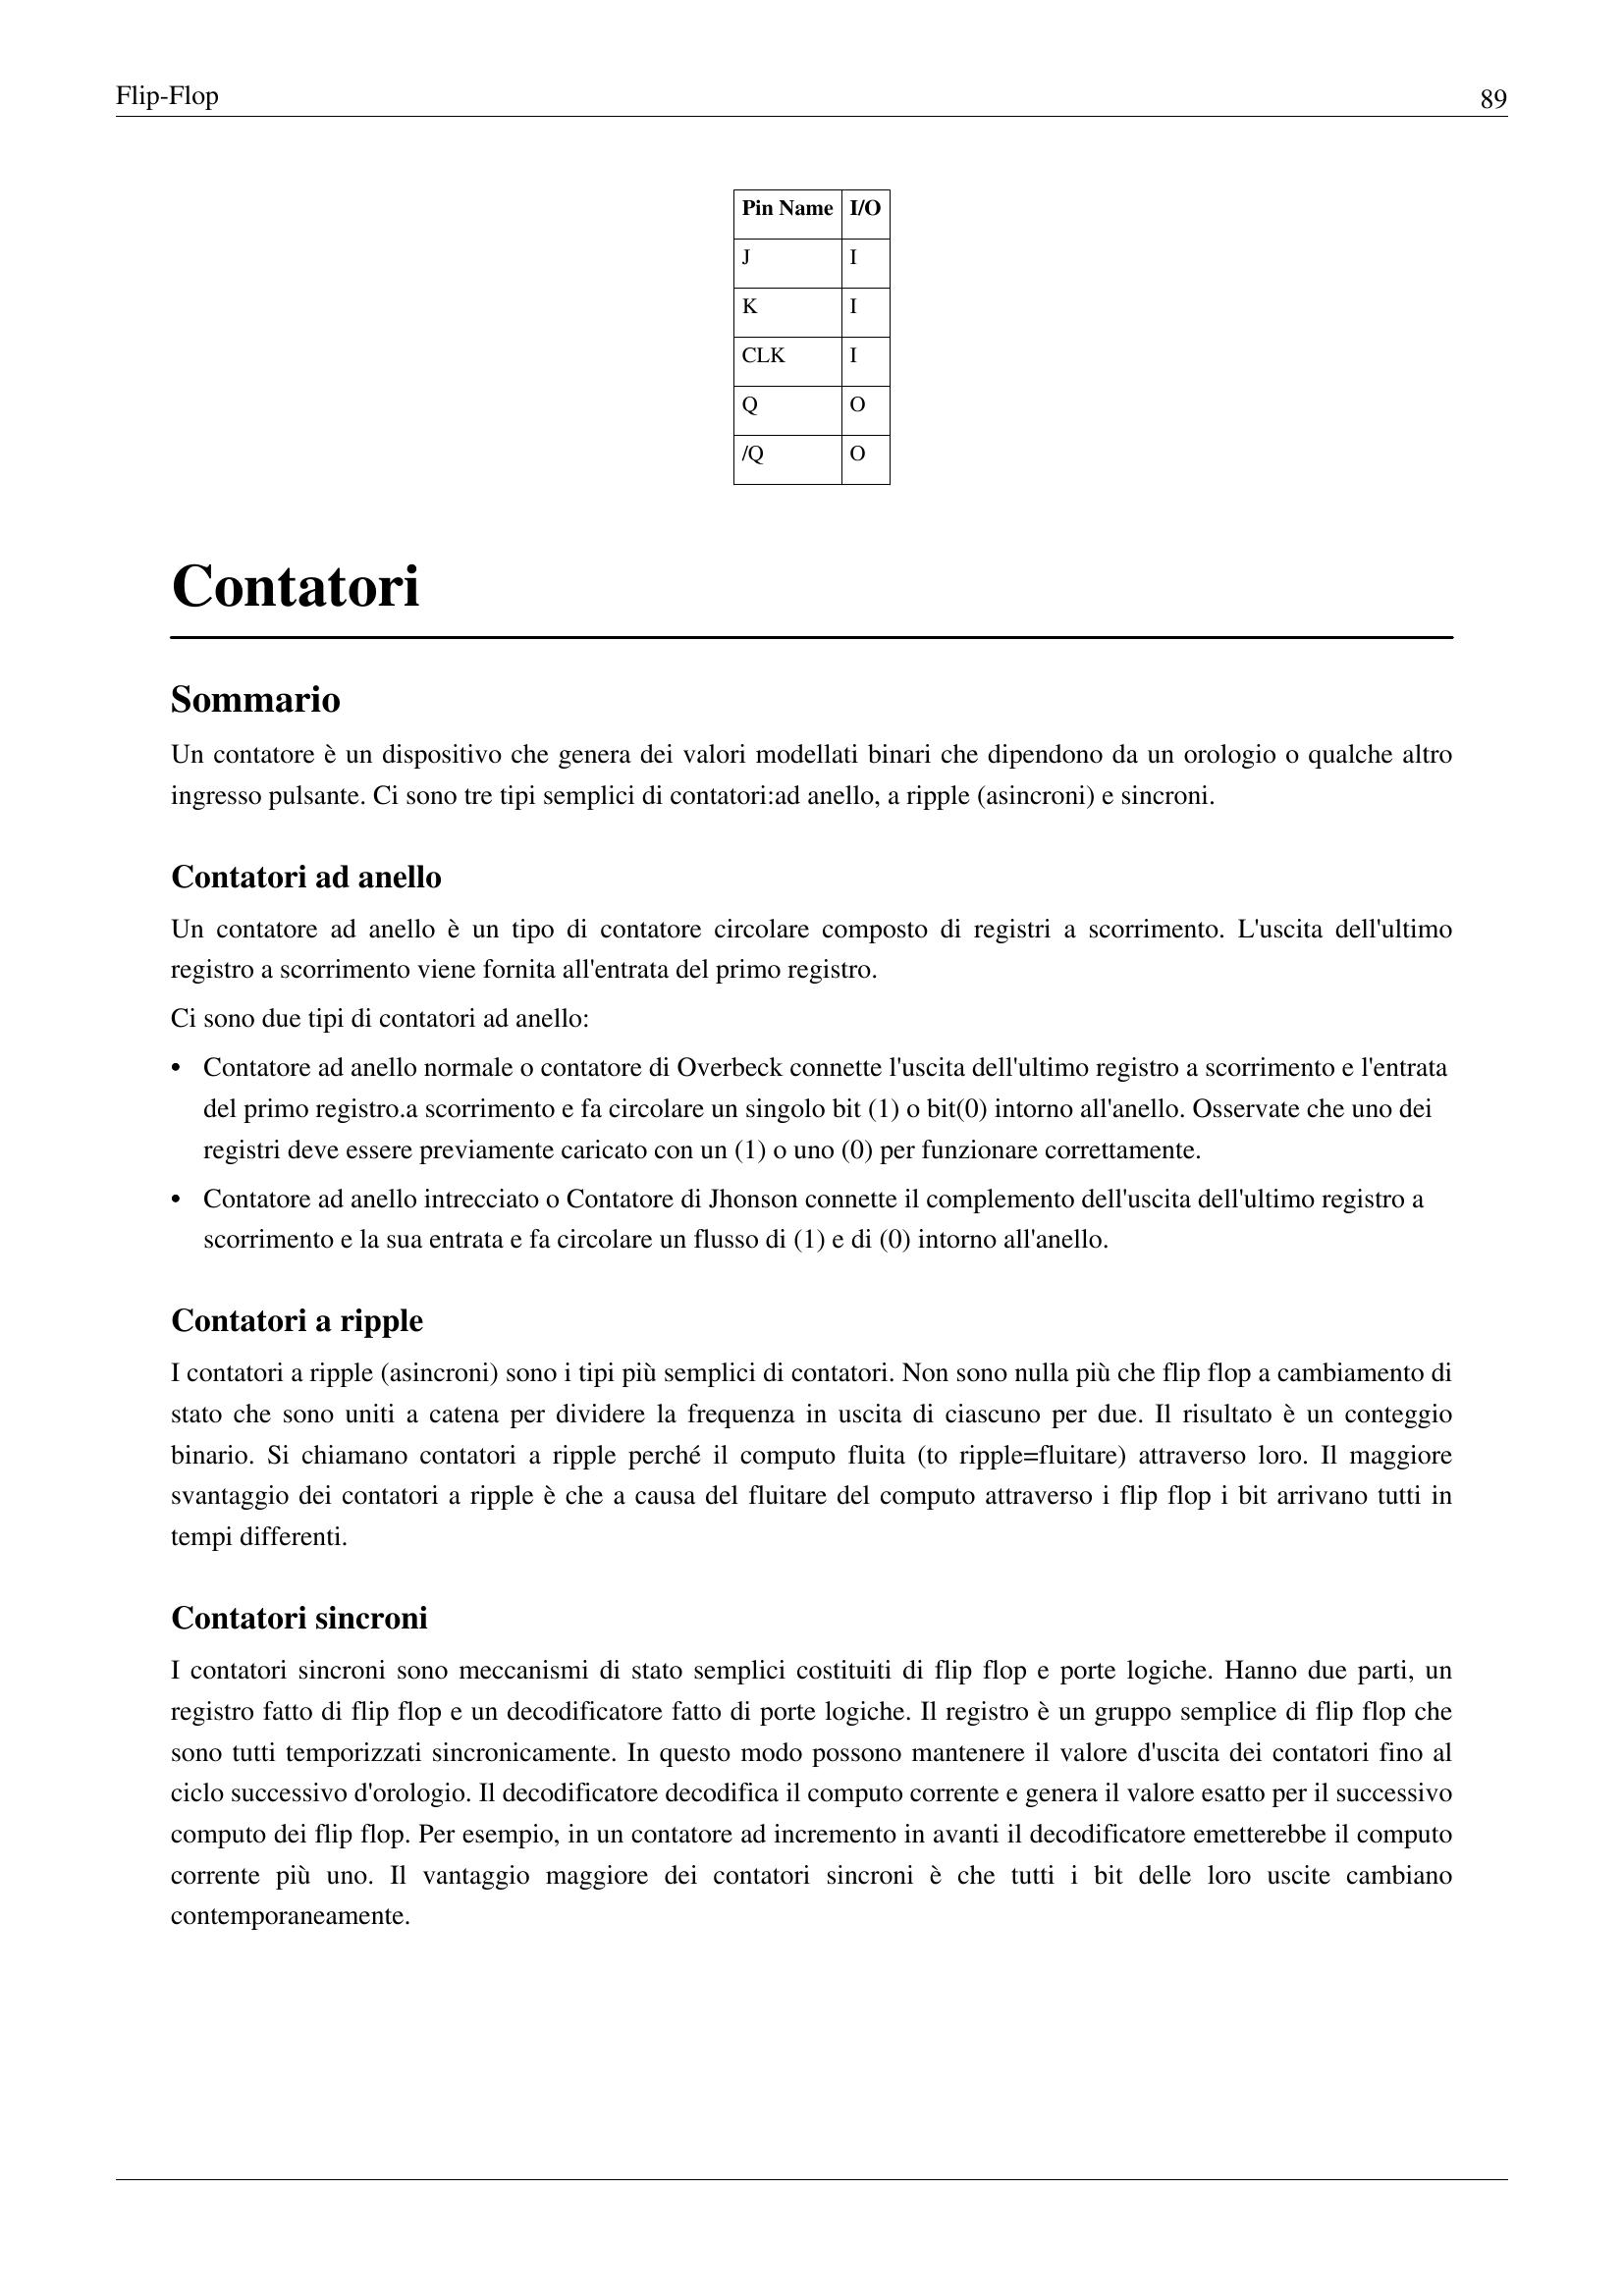 Flip-Flop 89
Pin Name I/O
J I
K I
CLK I
Q O
/Q O
Contatori
Sommario
Un contatore è un dispositivo che genera dei valori modellati binari che dipendono da un orologio o qualche altro
ingresso pulsante. Ci sono tre tipi semplici di contatori:ad anello, a ripple (asincroni) e sincroni.
Contatori ad anello
Un contatore ad anello è un tipo di contatore circolare composto di registri a scorrimento. L'uscita dell'ultimo
registro a scorrimento viene fornita all'entrata del primo registro.
Ci sono due tipi di contatori ad anello:
• Contatore ad anello normale o contatore di Overbeck connette l'uscita dell'ultimo registro a scorrimento e l'entrata
del primo registro.a scorrimento e fa circolare un singolo bit (1) o bit(0) intorno all'anello. Osservate che uno dei
registri deve essere previamente caricato con un (1) o uno (0) per funzionare correttamente.
• Contatore ad anello intrecciato o Contatore di Jhonson connette il complemento dell'uscita dell'ultimo registro a
scorrimento e la sua entrata e fa circolare un flusso di (1) e di (0) intorno all'anello.
Contatori a ripple
I contatori a ripple (asincroni) sono i tipi più semplici di contatori. Non sono nulla più che flip flop a cambiamento di
stato che sono uniti a catena per dividere la frequenza in uscita di ciascuno per due. Il risultato è un conteggio
binario. Si chiamano contatori a ripple perché il computo fluita (to ripple=fluitare) attraverso loro. Il maggiore
svantaggio dei contatori a ripple è che a causa del fluitare del computo attraverso i flip flop i bit arrivano tutti in
tempi differenti.
Contatori sincroni
I contatori sincroni sono meccanismi di stato semplici costituiti di flip flop e porte logiche. Hanno due parti, un
registro fatto di flip flop e un decodificatore fatto di porte logiche. Il registro è un gruppo semplice di flip flop che
sono tutti temporizzati sincronicamente. In questo modo possono mantenere il valore d'uscita dei contatori fino al
ciclo successivo d'orologio. Il decodificatore decodifica il computo corrente e genera il valore esatto per il successivo
computo dei flip flop. Per esempio, in un contatore ad incremento in avanti il decodificatore emetterebbe il computo
corrente più uno. Il vantaggio maggiore dei contatori sincroni è che tutti i bit delle loro uscite cambiano
contemporaneamente.